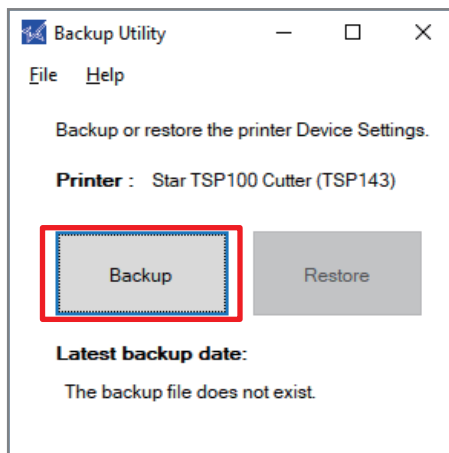 Backup Utility
File Help
Backup or restore the printer Device Settings.
Printer : Star TSP100 Cutter (TSP143)
Backup Restore
Latest backup date:
The backup file does not exist.